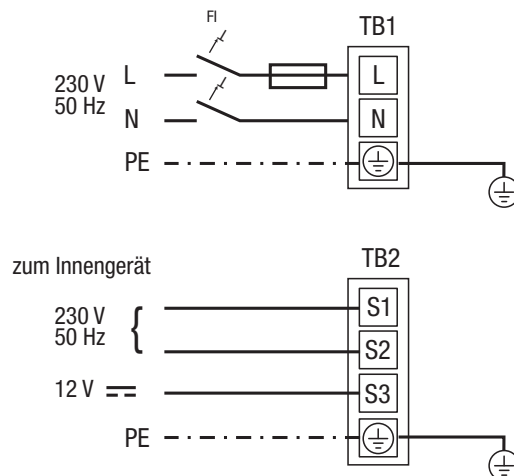 FI
TB1
230 V
50 Hz
L
L
N
N
PE
zum Innengerät
TB2
230 V
50 Hz
{
S1
S2
12 V
S3
PE